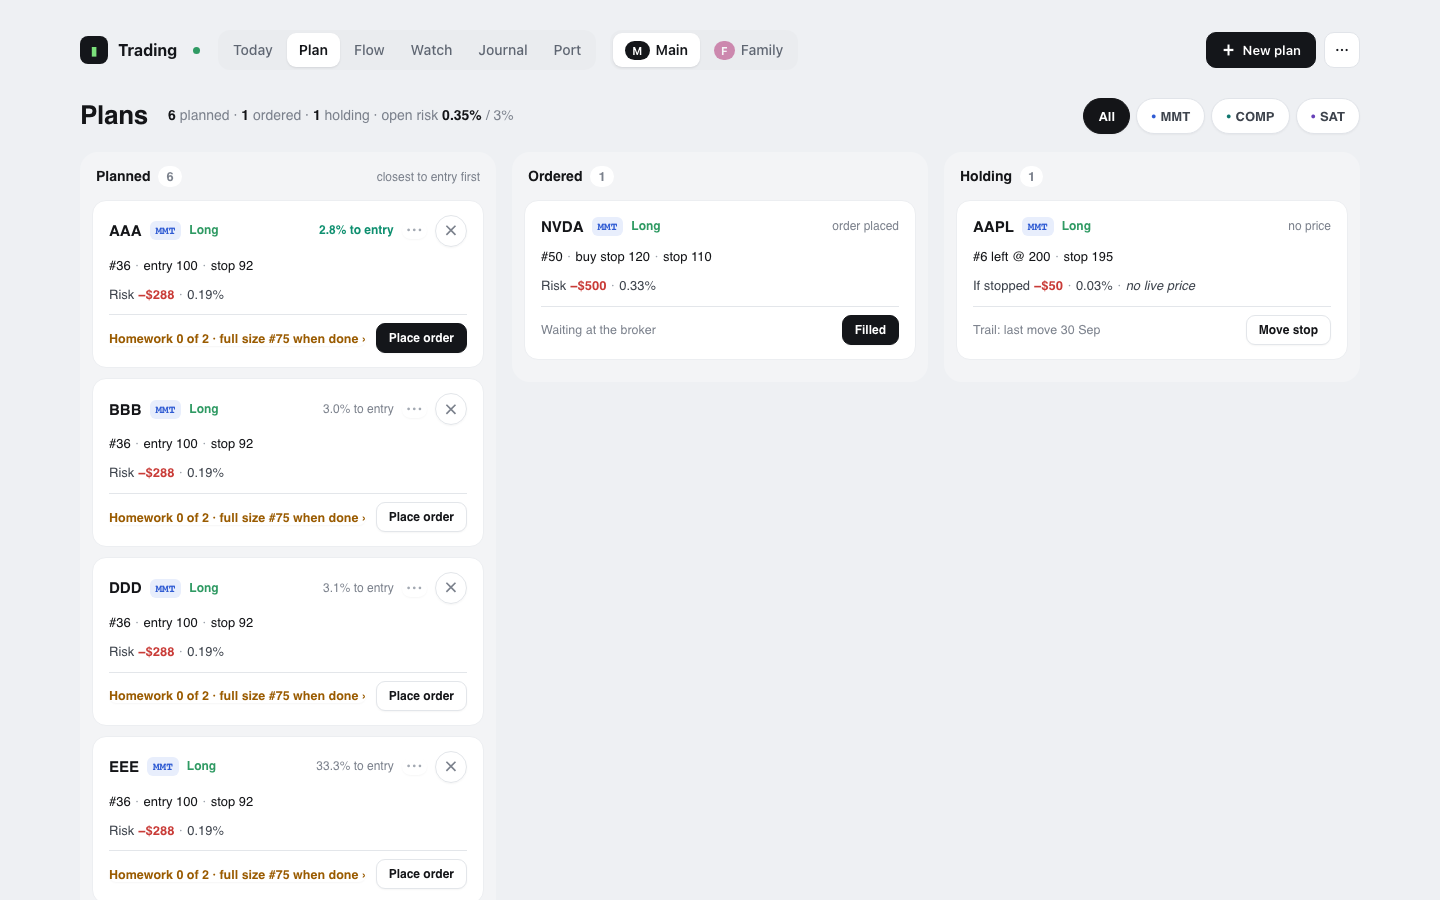 Trading
Today Plan Flow Watch Journal Port
M Main F Family
+ New plan
···
Plans
6 planned · 1 ordered · 1 holding · open risk 0.35% / 3%
All • MMT • COMP • SAT
Planned 6 closest to entry first
AAA MMT Long 2.8% to entry ··· ✕
#36 · entry 100 · stop 92
Risk –$288 · 0.19%
Homework 0 of 2 · full size #75 when done › Place order
BBB MMT Long 3.0% to entry ··· ✕
#36 · entry 100 · stop 92
Risk –$288 · 0.19%
Homework 0 of 2 · full size #75 when done › Place order
DDD MMT Long 3.1% to entry ··· ✕
#36 · entry 100 · stop 92
Risk –$288 · 0.19%
Homework 0 of 2 · full size #75 when done › Place order
EEE MMT Long 33.3% to entry ··· ✕
#36 · entry 100 · stop 92
Risk –$288 · 0.19%
Homework 0 of 2 · full size #75 when done › Place order
Ordered 1
NVDA MMT Long order placed
#50 · buy stop 120 · stop 110
Risk –$500 · 0.33%
Waiting at the broker Filled
Holding 1
AAPL MMT Long no price
#6 left @ 200 · stop 195
If stopped –$50 · 0.03% · no live price
Trail: last move 30 Sep Move stop